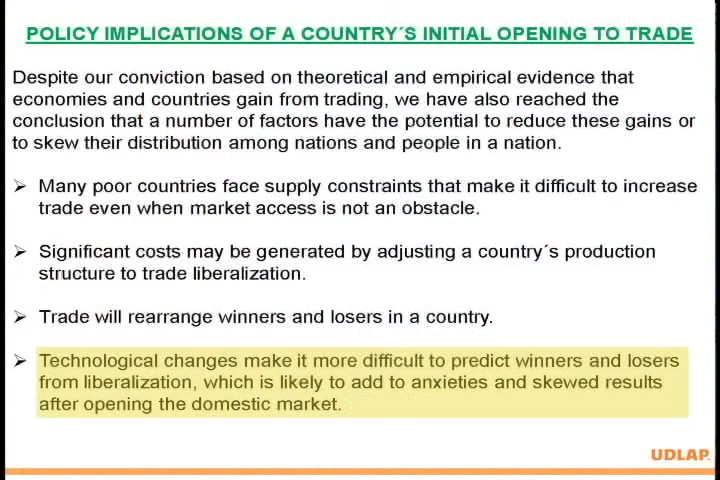 POLICY IMPLICATIONS OF A COUNTRY´S INITIAL OPENING TO TRADE
Despite our conviction based on theoretical and empirical evidence that
economies and countries gain from trading, we have also reached the
conclusion that a number of factors have the potential to reduce these gains or
to skew their distribution among nations and people in a nation.
➢ Many poor countries face supply constraints that make it difficult to increase
trade even when market access is not an obstacle.
➢ Significant costs may be generated by adjusting a country´s production
structure to trade liberalization.
➢ Trade will rearrange winners and losers in a country.
➢ Technological changes make it more difficult to predict winners and losers
from liberalization, which is likely to add to anxieties and skewed results
after opening the domestic market.
UDLAP